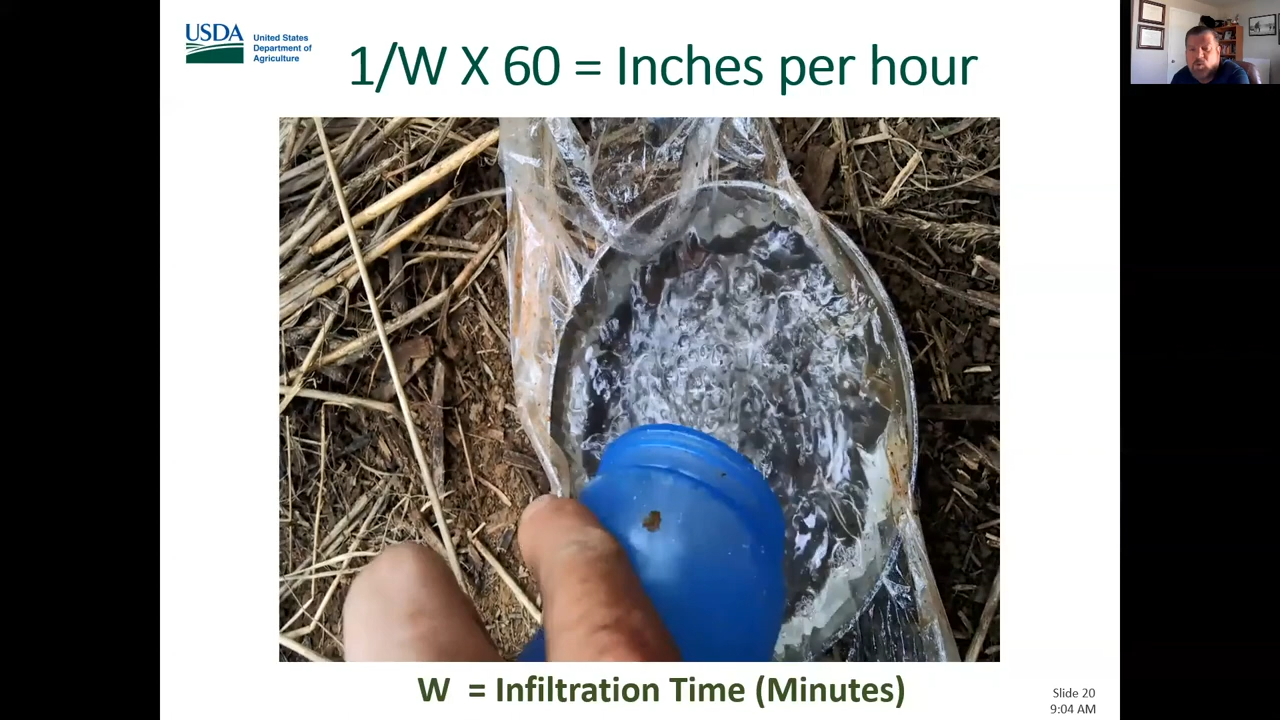 USDA
United States
Department of
Agriculture
1/W X 60 = Inches per hour
W = Infiltration Time (Minutes)
Slide 20
9:04 AM